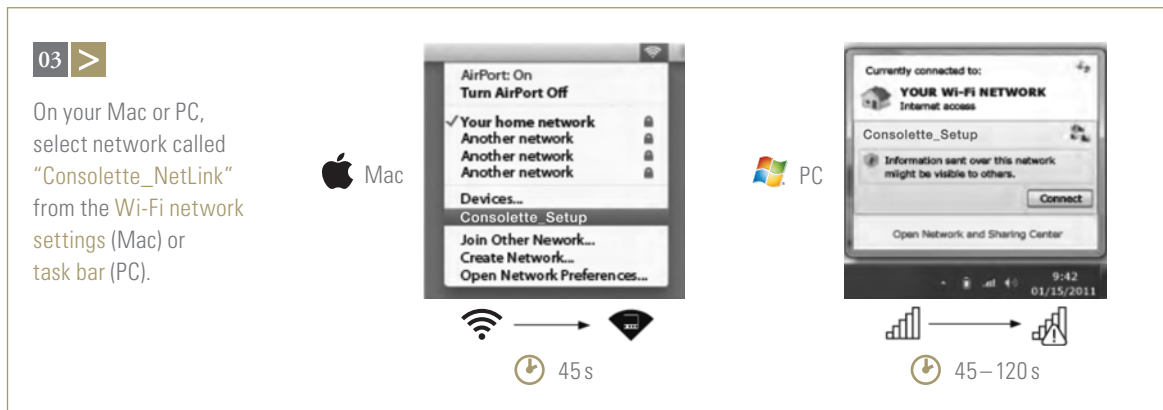 03 >
On your Mac or PC,
select network called
“Consolette_NetLink”
from the Wi-Fi network
settings (Mac) or
task bar (PC).
Mac
AirPort: On
Turn AirPort Off
✓Your home network
Another network
Another network
Another network
Devices...
Consolette_Setup
Join Other Nework...
Create Network...
Open Network Preferences...
45 s
PC
Currently connected to:
YOUR Wi-Fi NETWORK
Internet access
Consolette_Setup
Information sent over this network
might be visible to others.
Connect
Open Network and Sharing Center
9:42
01/15/2011
45–120 s